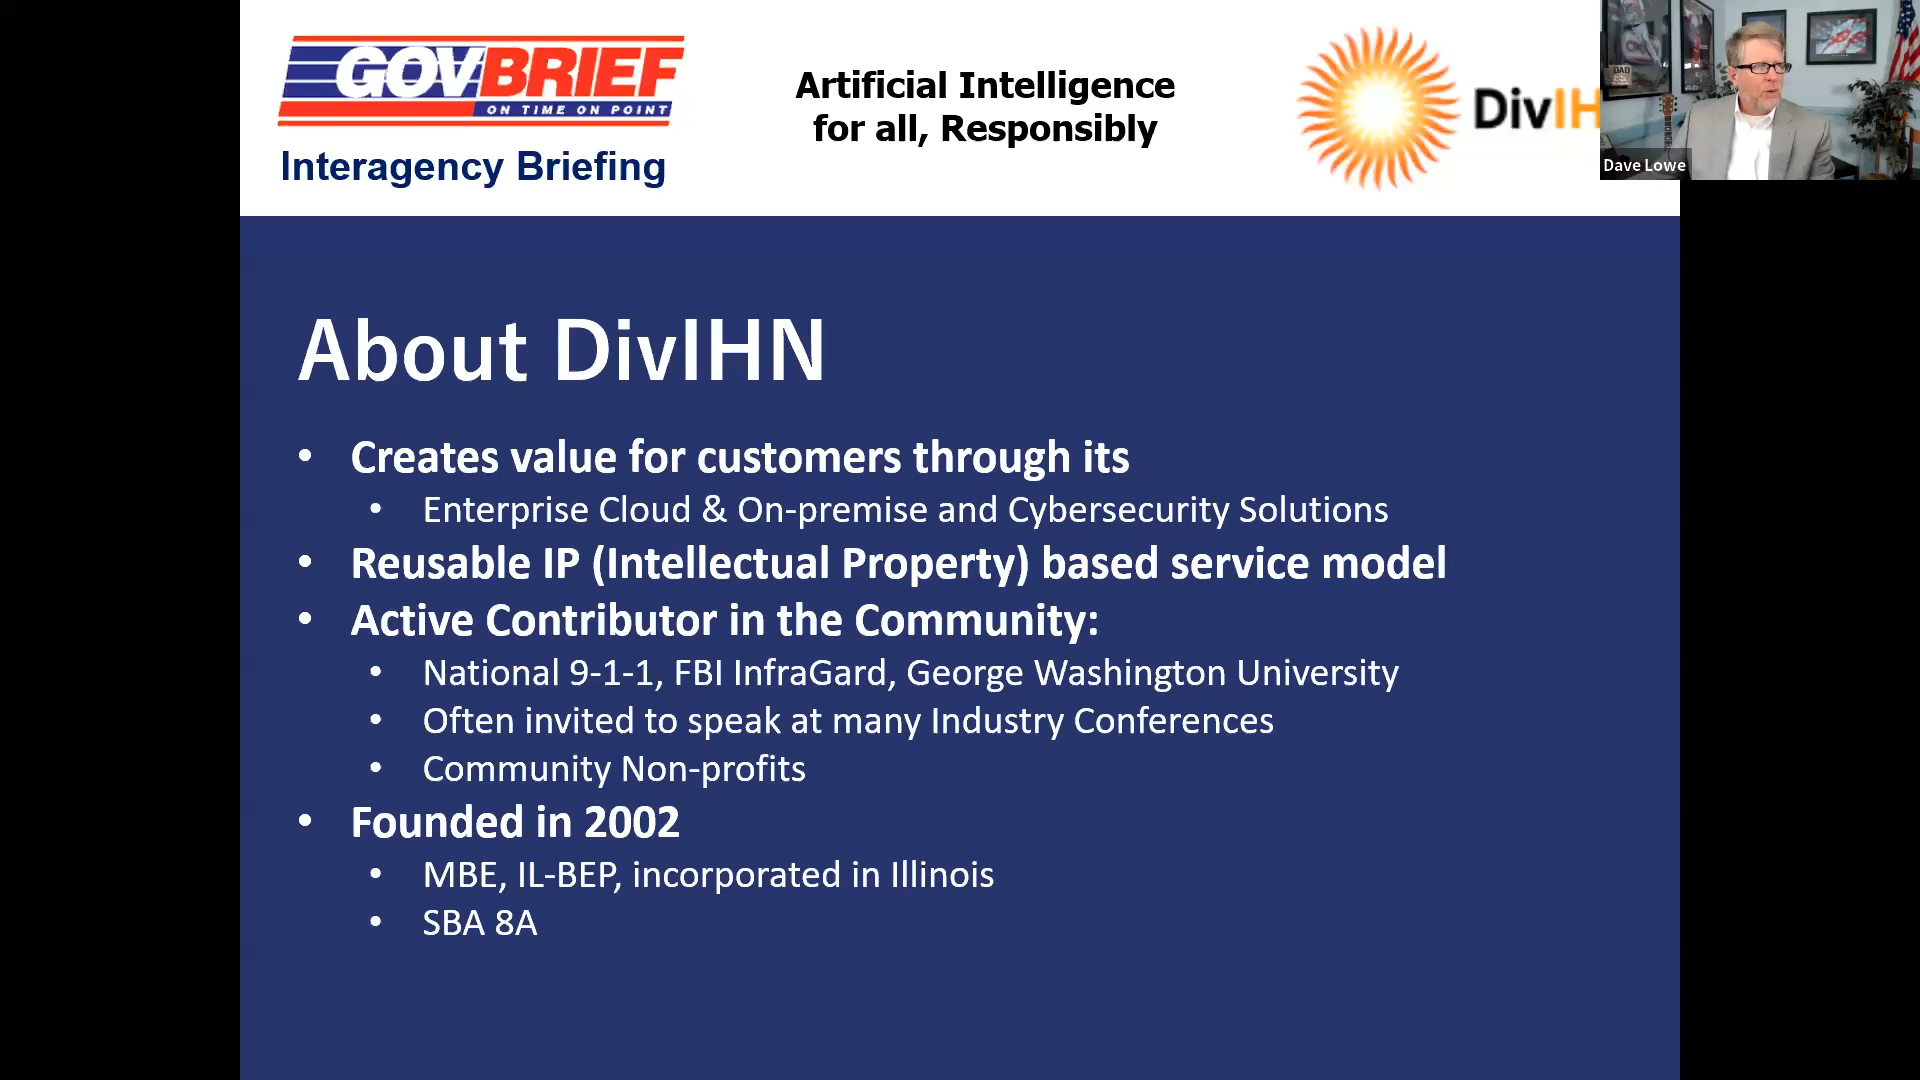 GOVBRIEF
ON TIME ON POINT
Interagency Briefing
Artificial Intelligence
for all, Responsibly
DivIH
DAD
Dave Lowe
About DivIHN
• Creates value for customers through its
• Enterprise Cloud & On-premise and Cybersecurity Solutions
• Reusable IP (Intellectual Property) based service model
• Active Contributor in the Community:
• National 9-1-1, FBI InfraGard, George Washington University
• Often invited to speak at many Industry Conferences
• Community Non-profits
• Founded in 2002
• MBE, IL-BEP, incorporated in Illinois
• SBA 8A